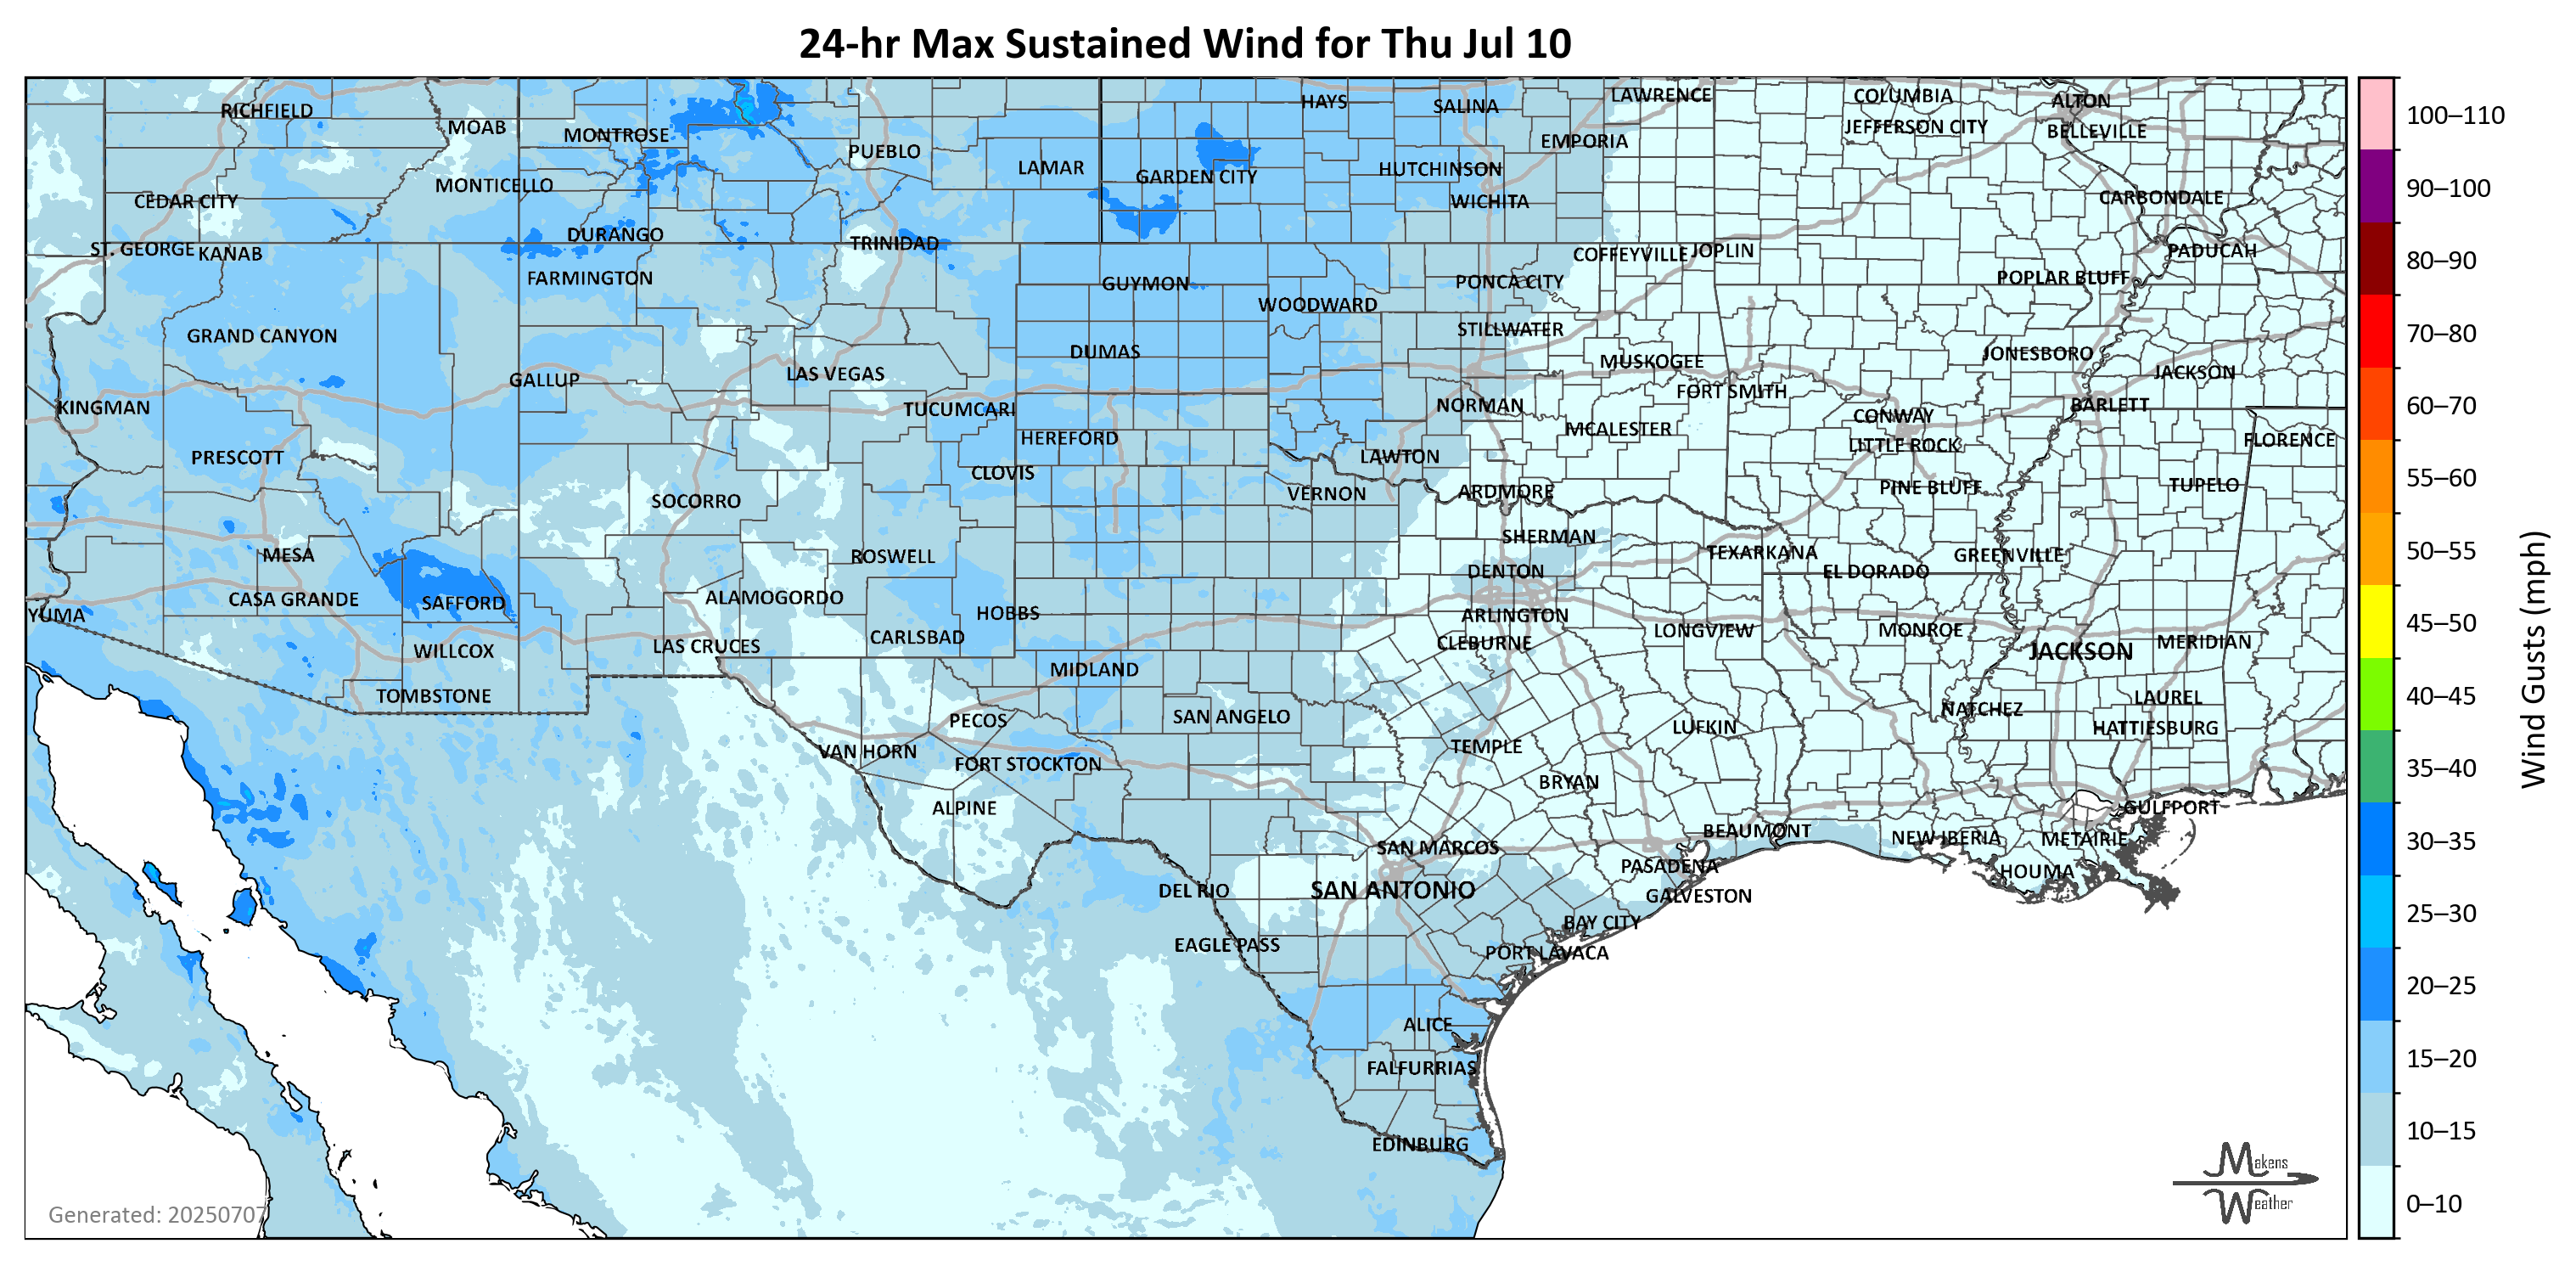 24-hr Max Sustained Wind for Thu Jul 10
RICHFIELD
MOAB
MONTROSE
PUEBLO
LAMAR
HAYS
SALINA
LAWRENCE
COLUMBIA
ALTON
JEFFERSON CITY
BELLEVILLE
EMPORIA
HUTCHINSON
GARDEN CITY
MONTICELLO
CEDAR CITY
WICHITA
CARBONDALE
ST. GEORGE
KANAB
DURANGO
TRINIDAD
COFFEYVILLE
JOPLIN
PADUCAH
FARMINGTON
GUYMON
PONCA CITY
POPLAR BLUFF
WOODWARD
GRAND CANYON
STILLWATER
DUMAS
MUSKOGEE
JONESBORO
GALLUP
LAS VEGAS
FORT SMITH
JACKSON
KINGMAN
TUCUMCARI
NORMAN
CONWAY
BARLETT
HEREFORD
MCALESTER
LITTLE ROCK
FLORENCE
PRESCOTT
CLOVIS
LAWTON
SOCORRO
VERNON
ARDMORE
PINE BLUFF
TUPELO
MESA
ROSWELL
SHERMAN
TEXARKANA
GREENVILLE
DENTON
EL DORADO
YUMA
CASA GRANDE
SAFFORD
ALAMOGORDO
HOBBS
ARLINGTON
CARLSBAD
CLEBURNE
LONGVIEW
MONROE
MERIDIAN
WILLCOX
LAS CRUCES
MIDLAND
JACKSON
TOMBSTONE
PECOS
SAN ANGELO
LAUREL
NATCHEZ
VAN HORN
TEMPLE
LUFKIN
HATTIESBURG
FORT STOCKTON
BRYAN
ALPINE
GULFPORT
SAN MARCOS
BEAUMONT
NEW IBERIA
METAIRIE
PASADENA
HOUMA
DEL RIO
SAN ANTONIO
GALVESTON
BAY CITY
EAGLE PASS
PORT LAVACA
ALICE
FALFURRIAS
EDINBURG
Generated: 20250707
Makens
Weather
100–110
90–100
80–90
70–80
60–70
55–60
50–55
45–50
40–45
35–40
30–35
25–30
20–25
15–20
10–15
0–10
Wind Gusts (mph)